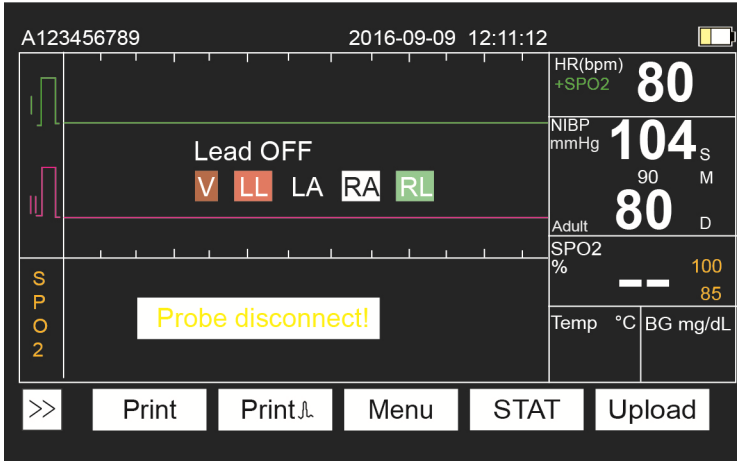 A123456789 2016-09-09 12:11:12
HR(bpm)
+SPO2 80
I
Lead OFF
V LL LA RA RL
II
NIBP
mmHg 104 S
90 M
Adult 80 D
SPO2
% -- 100
85
S
P
O
2
Probe disconnect!
Temp °C BG mg/dL
>> Print Print Menu STAT Upload